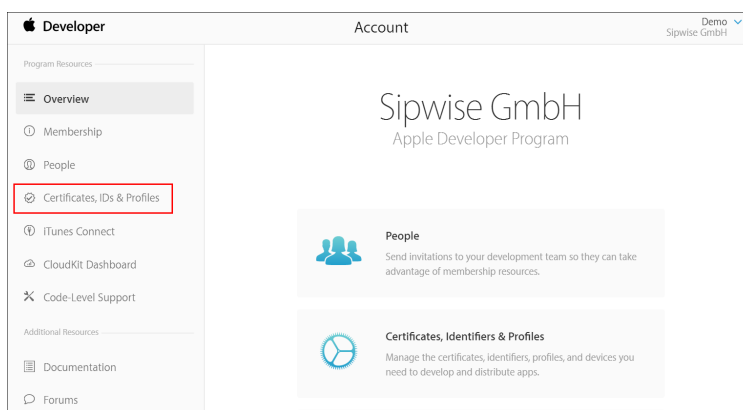 Developer
Account
Demo
Sipwise GmbH
Program Resources
Overview
Membership
People
Certificates, IDs & Profiles
iTunes Connect
CloudKit Dashboard
Code-Level Support
Additional Resources
Documentation
Forums
Sipwise GmbH
Apple Developer Program
People
Send invitations to your development team so they can take
advantage of membership resources.
Certificates, Identifiers & Profiles
Manage the certificates, identifiers, profiles, and devices you
need to develop and distribute apps.